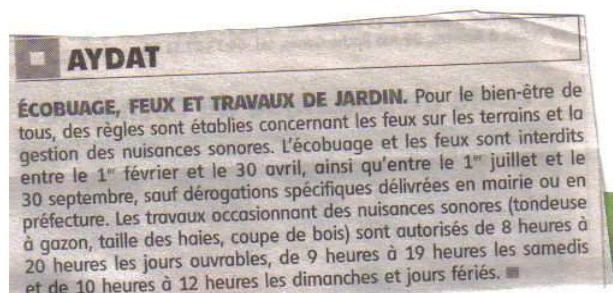 AYDAT
ÉCOBUAGE, FEUX ET TRAVAUX DE JARDIN. Pour le bien-être de
tous, des règles sont établies concernant les feux sur les terrains et la
gestion des nuisances sonores. L'écobuage et les feux sont interdits
entre le 1er février et le 30 avril, ainsi qu'entre le 1er juillet et le
30 septembre, sauf dérogations spécifiques délivrées en mairie ou en
préfecture. Les travaux occasionnant des nuisances sonores (tondeuse
à gazon, taille des haies, coupe de bois) sont autorisés de 8 heures à
20 heures les jours ouvrables, de 9 heures à 19 heures les samedis
et de 10 heures à 12 heures les dimanches et jours fériés.